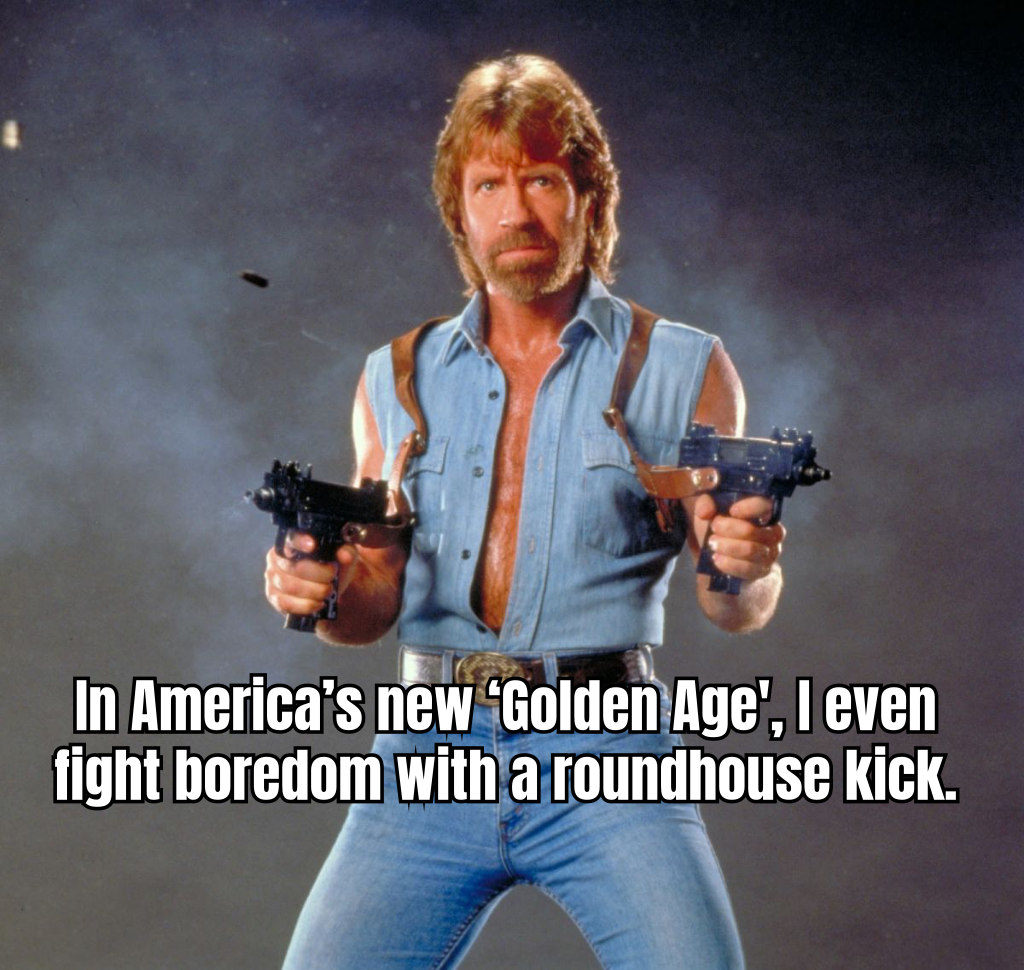 In America’s new ‘Golden Age', I even
fight boredom with a roundhouse kick.